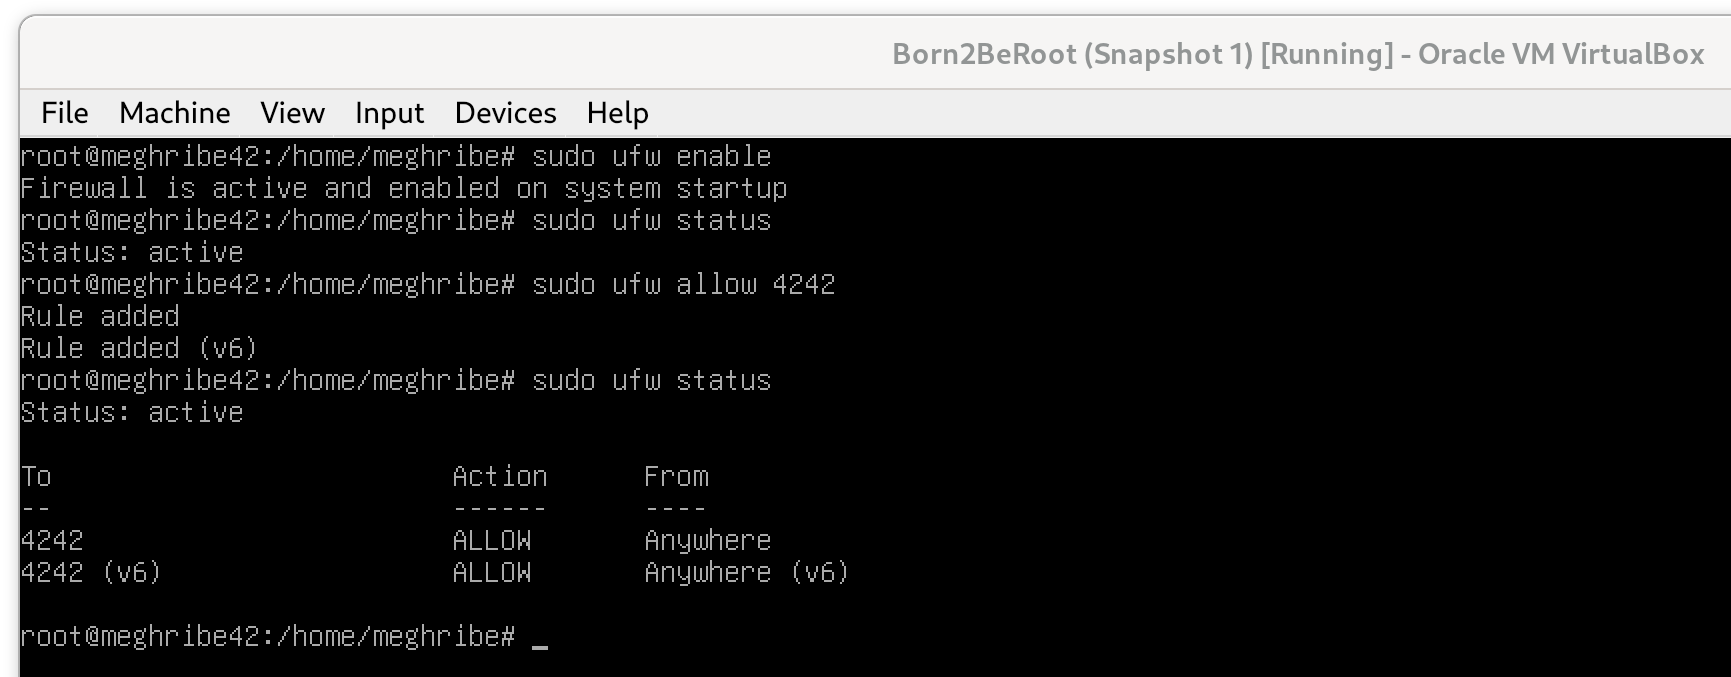 Born2BeRoot (Snapshot 1) [Running] - Oracle VM VirtualBox
File Machine View Input Devices Help
root@meghribe42:/home/meghribe# sudo ufw enable
Firewall is active and enabled on system startup
root@meghribe42:/home/meghribe# sudo ufw status
Status: active
root@meghribe42:/home/meghribe# sudo ufw allow 4242
Rule added
Rule added (v6)
root@meghribe42:/home/meghribe# sudo ufw status
Status: active
To Action From
-- ------ ----
4242 ALLOW Anywhere
4242 (v6) ALLOW Anywhere (v6)
root@meghribe42:/home/meghribe# _